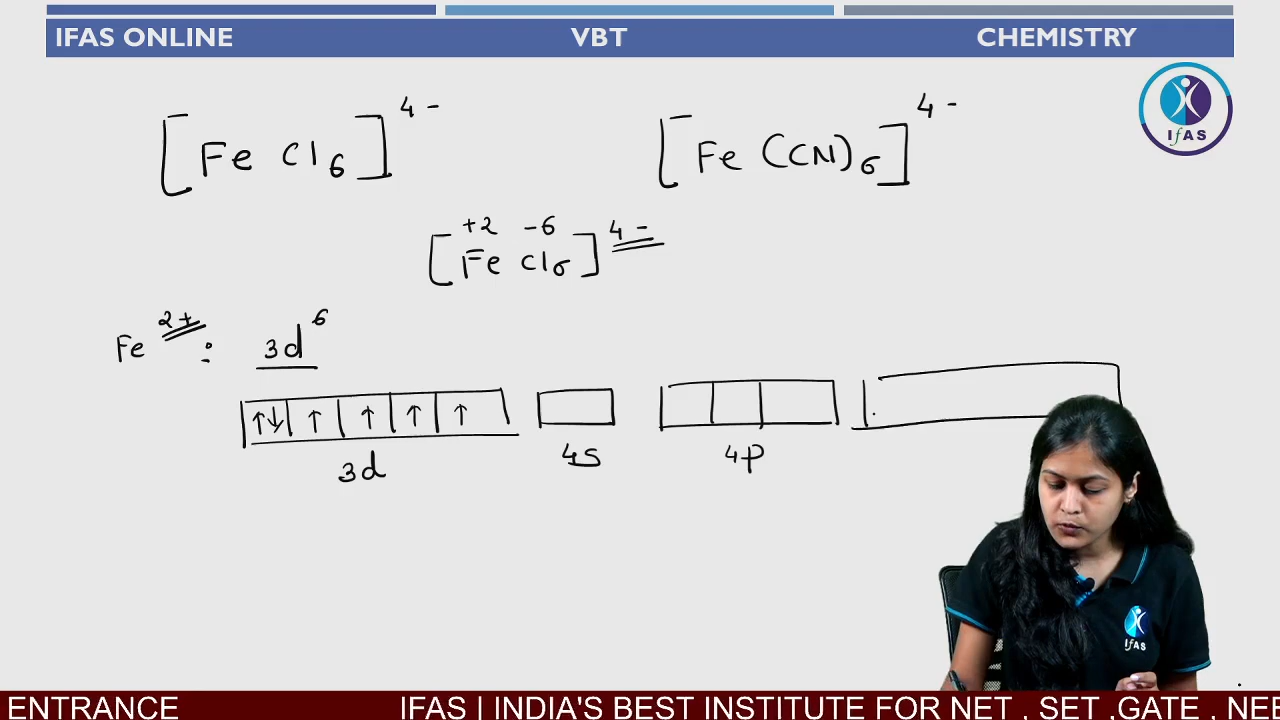 IFAS ONLINE VBT CHEMISTRY
[Fe Cl₆]⁴⁻ [Fe (CN)₆]⁴⁻
IFAS
+2 -6
[Fe Cl₆]⁴⁻
Fe²⁺ : 3d⁶
↑↓ ↑ ↑ ↑ ↑
3d 4s 4p
IFAS
ENTRANCE IFAS | INDIA'S BEST INSTITUTE FOR NET , SET ,GATE , NEE